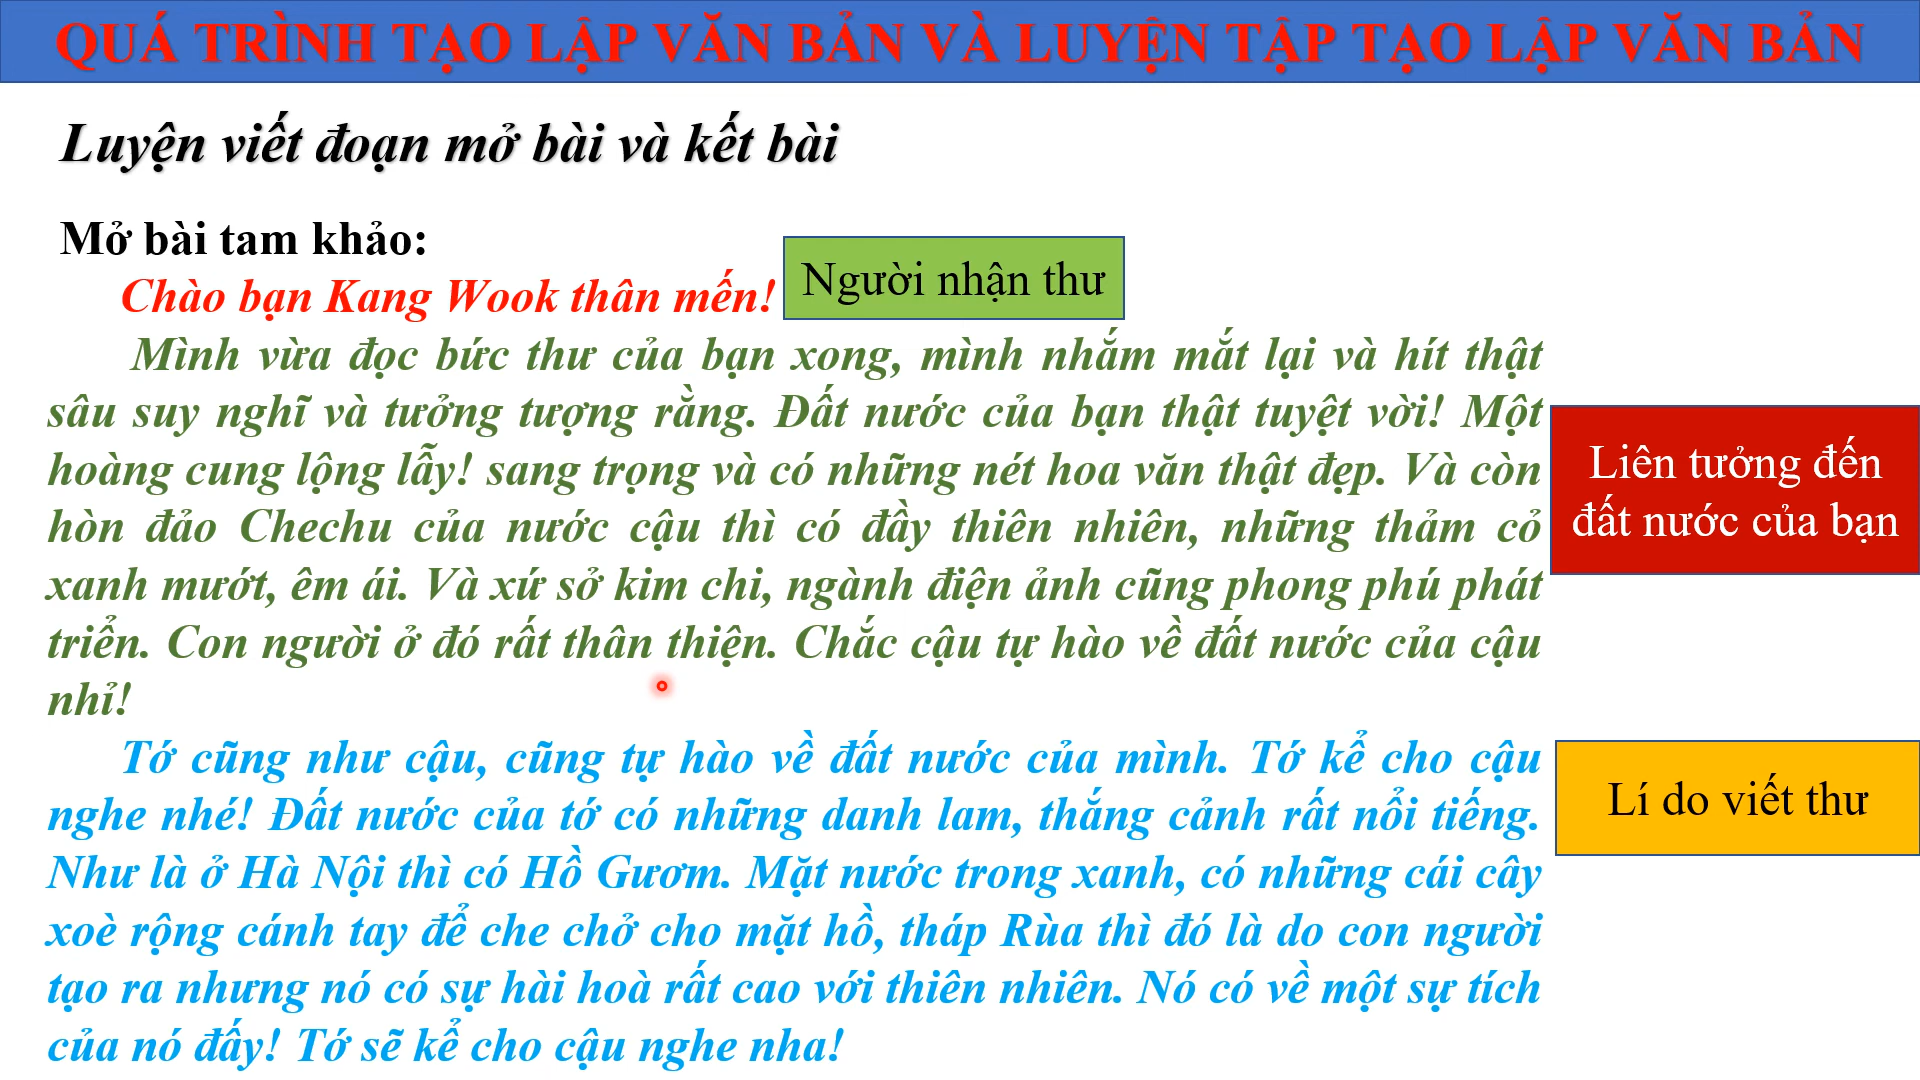 QUÁ TRÌNH TẠO LẬP VĂN BẢN VÀ LUYỆN TẬP TẠO LẬP VĂN BẢN
Luyện viết đoạn mở bài và kết bài
Mở bài tam khảo:
Chào bạn Kang Wook thân mến!
Người nhận thư
Mình vừa đọc bức thư của bạn xong, mình nhắm mắt lại và hít thật
sâu suy nghĩ và tưởng tượng rằng. Đất nước của bạn thật tuyệt vời! Một
hoàng cung lộng lẫy! sang trọng và có những nét hoa văn thật đẹp. Và còn
hòn đảo Chechu của nước cậu thì có đầy thiên nhiên, những thảm cỏ
xanh mướt, êm ái. Và xứ sở kim chi, ngành điện ảnh cũng phong phú phát
triển. Con người ở đó rất thân thiện. Chắc cậu tự hào về đất nước của cậu
nhỉ!
Liên tưởng đến
đất nước của bạn
Tớ cũng như cậu, cũng tự hào về đất nước của mình. Tớ kể cho cậu
nghe nhé! Đất nước của tớ có những danh lam, thắng cảnh rất nổi tiếng.
Như là ở Hà Nội thì có Hồ Gươm. Mặt nước trong xanh, có những cái cây
xoè rộng cánh tay để che chở cho mặt hồ, tháp Rùa thì đó là do con người
tạo ra nhưng nó có sự hài hoà rất cao với thiên nhiên. Nó có về một sự tích
của nó đấy! Tớ sẽ kể cho cậu nghe nha!
Lí do viết thư